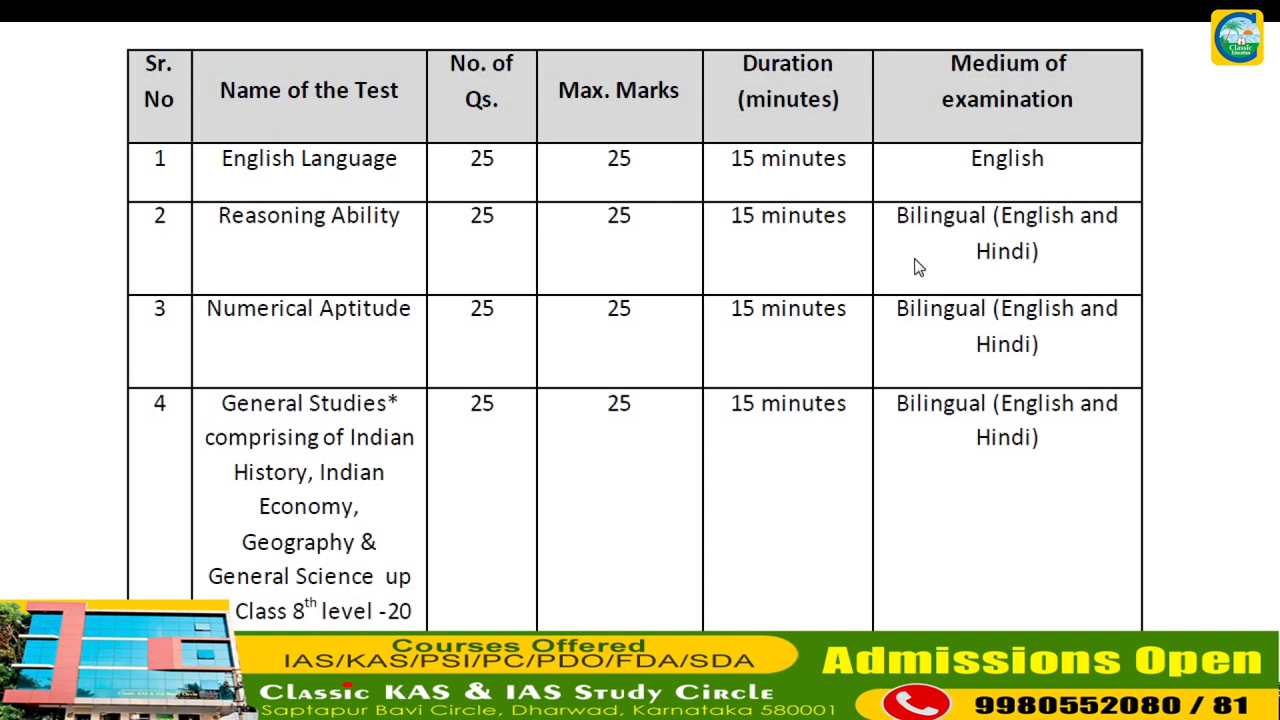 Sr. No
Name of the Test
No. of Qs.
Max. Marks
Duration (minutes)
Medium of examination
1
English Language
25
25
15 minutes
English
2
Reasoning Ability
25
25
15 minutes
Bilingual (English and
Hindi)
3
Numerical Aptitude
25
25
15 minutes
Bilingual (English and
Hindi)
4
General Studies*
comprising of Indian
History, Indian
Economy,
Geography &
General Science up
Class 8th level -20
25
25
15 minutes
Bilingual (English and
Hindi)
Classic
Education
Courses Offered
IAS/KAS/PSI/PC/PDO/FDA/SDA
Classic KAS & IAS Study Circle
Saptapur Bavi Circle, Dharwad, Karnataka 580001
Admissions Open
9980552080 / 81